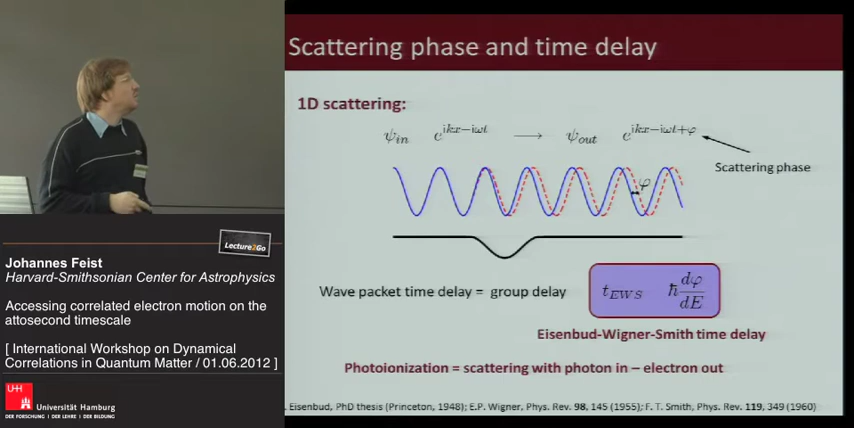 Scattering phase and time delay
1D scattering:
ψ_in e^{ikx−iωt} → ψ_out e^{ikx−iωt+φ}
Scattering phase
φ
Wave packet time delay = group delay
t_EWS ℏ dφ/dE
Eisenbud-Wigner-Smith time delay
Photoionization = scattering with photon in – electron out
. Eisenbud, PhD thesis (Princeton, 1948); E.P. Wigner, Phys. Rev. 98, 145 (1955); F. T. Smith, Phys. Rev. 119, 349 (1960)
Lecture2Go
Johannes Feist
Harvard-Smithsonian Center for Astrophysics
Accessing correlated electron motion on the
attosecond timescale
[ International Workshop on Dynamical
Correlations in Quantum Matter / 01.06.2012 ]
UH
Universität Hamburg
DER FORSCHUNG | DER LEHRE | DER BILDUNG